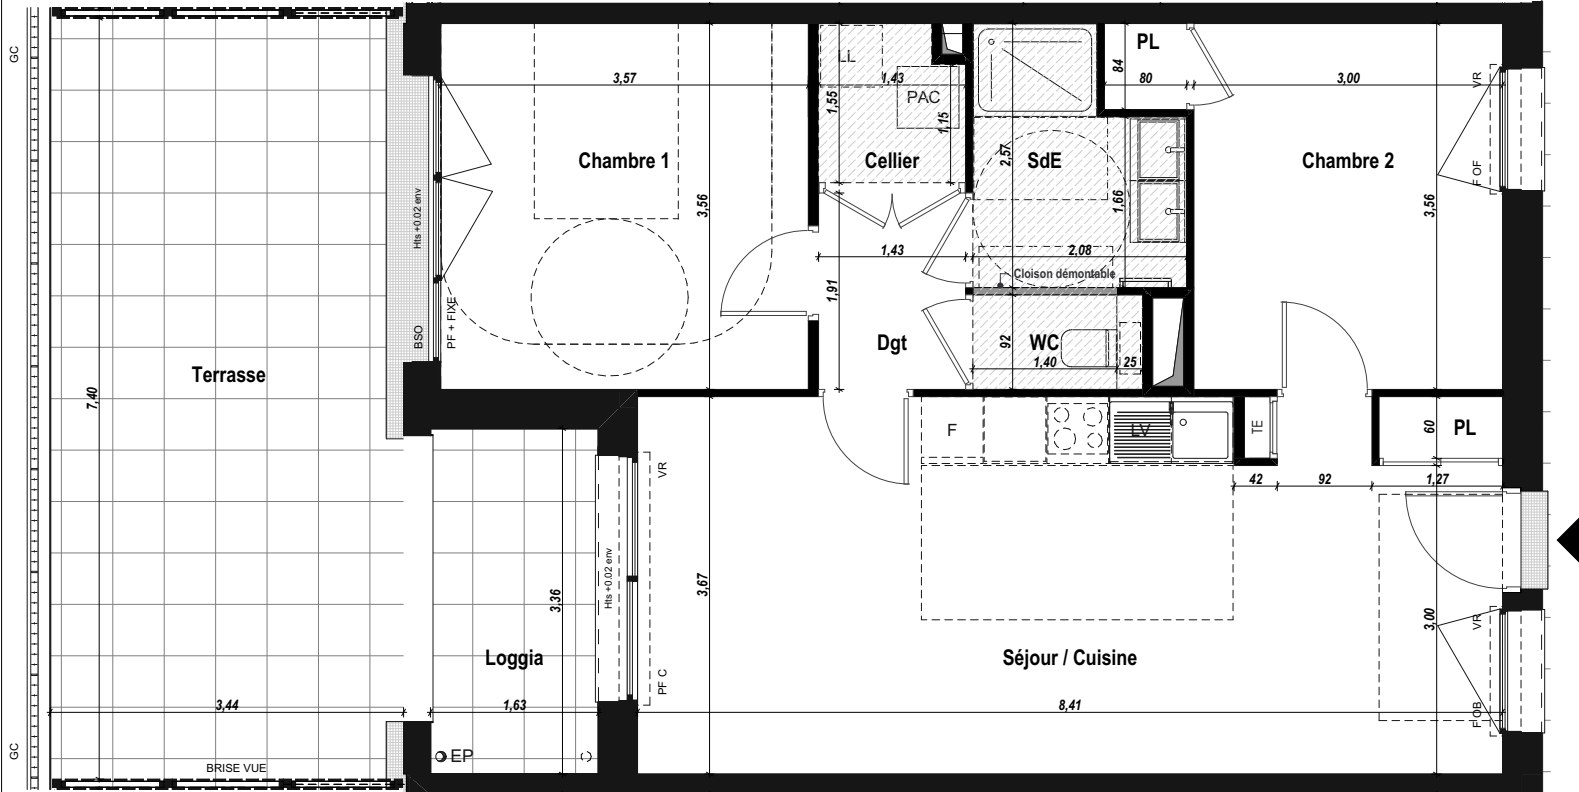 GC
Terrasse
7,40
3,44
BRISE VUE
GC
Hts +0.02 env
BSO
PF + FIXE
Chambre 1
3,57
3,56
LL
1,43
PAC
1,55
1,15
Cellier
1,43
1,91
Dgt
SdE
2,57
1,66
2,08
Cloison démontable
WC
92
1,40
25
PL
84
80
3,00
Chambre 2
3,56
VR
F OF
F
LV
TE
60
PL
42
92
1,27
VR
Hts +0.02 env
PF C
3,36
Loggia
1,63
EP
3,67
Séjour / Cuisine
8,41
3,00
VR
F OB